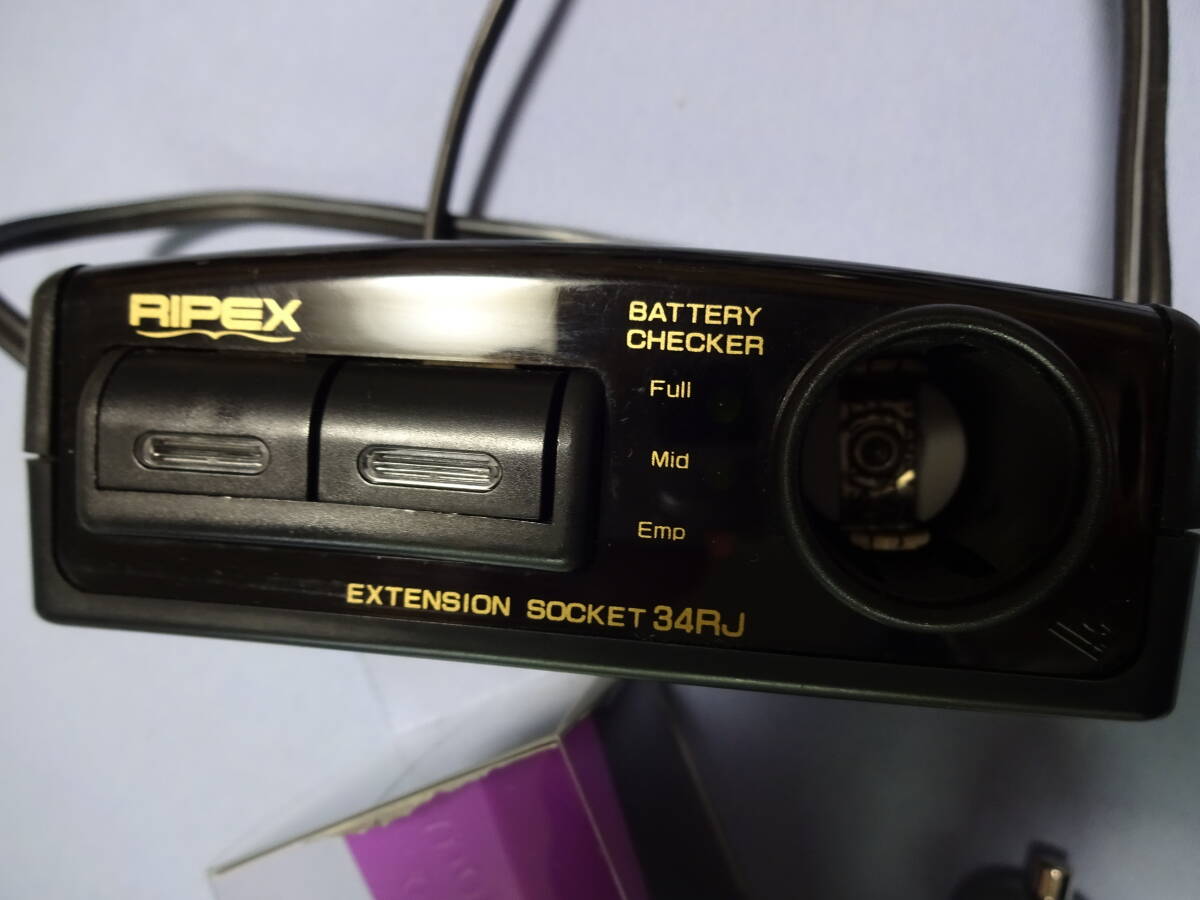 RIPEX
BATTERY
CHECKER
Full
Mid
Emp
EXTENSION SOCKET 34RJ